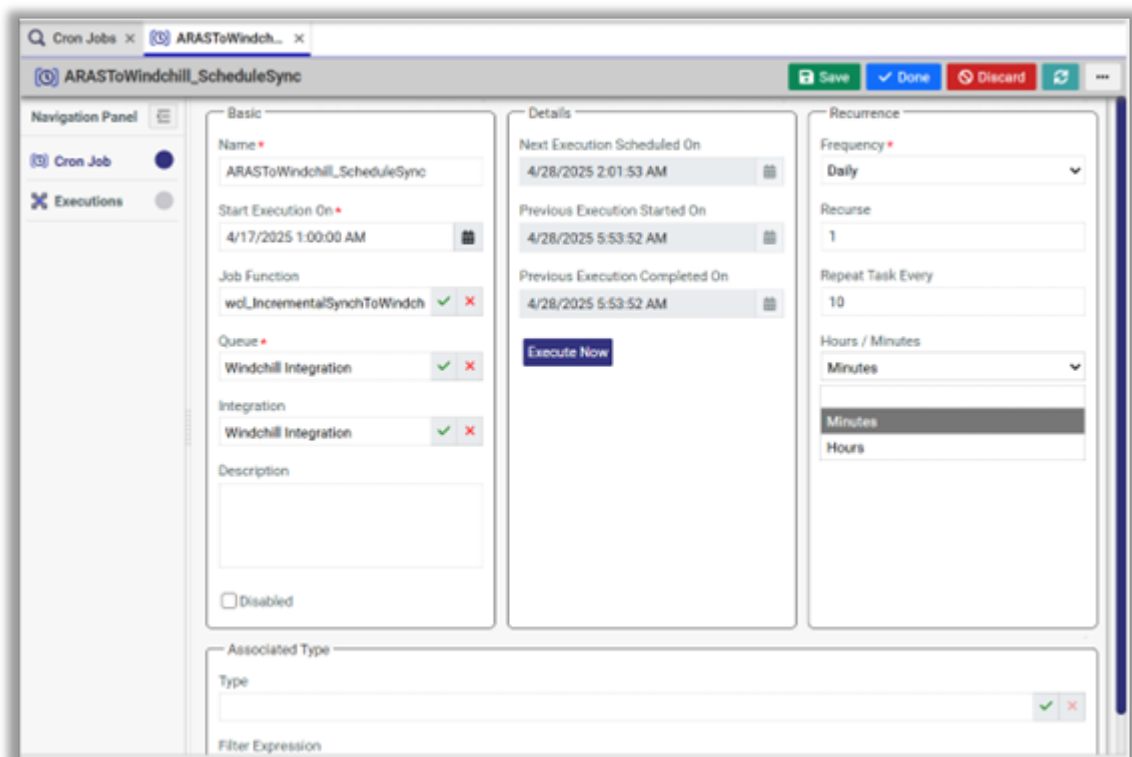 Cron Jobs × ARASToWindch... ×
ARASToWindchill_ScheduleSync
Save Done Discard
Navigation Panel
Cron Job
Executions
Basic
Name *
ARASToWindchill_ScheduleSync
Start Execution On *
4/17/2025 1:00:00 AM
Job Function
wcl_IncrementalSynchToWindch
Queue *
Windchill Integration
Integration
Windchill Integration
Description
Disabled
Details
Next Execution Scheduled On
4/28/2025 2:01:53 AM
Previous Execution Started On
4/28/2025 5:53:52 AM
Previous Execution Completed On
4/28/2025 5:53:52 AM
Execute Now
Recurrence
Frequency *
Daily
Recurse
1
Repeat Task Every
10
Hours / Minutes
Minutes
Minutes
Hours
Associated Type
Type
Filter Expression